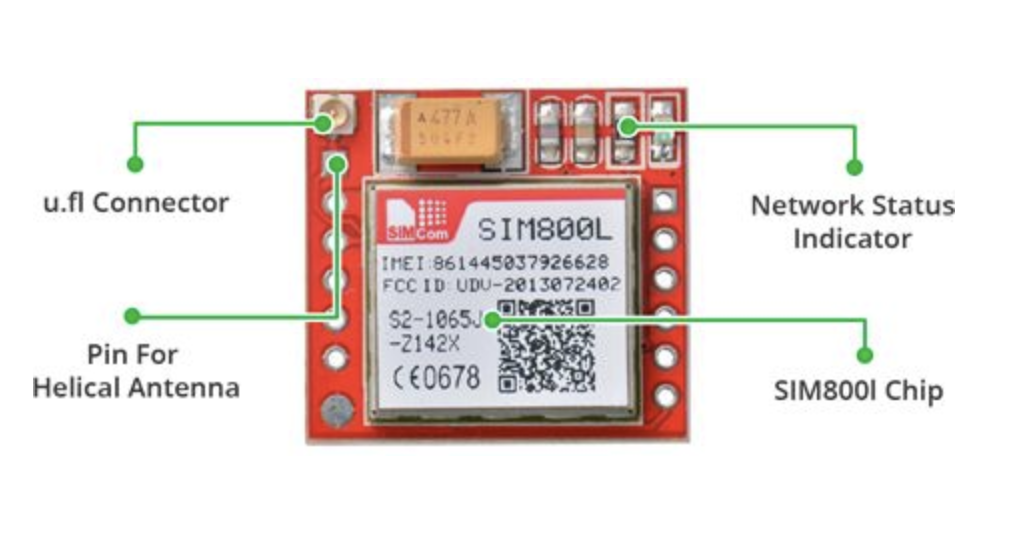 A477A
u.fl Connector
Network Status
Indicator
SIMCom
SIM800L
IMEI:861445037926628
FCC ID:UDV-2013072402
S2-1065J
-Z142X
CE0678
Pin For
Helical Antenna
SIM800l Chip